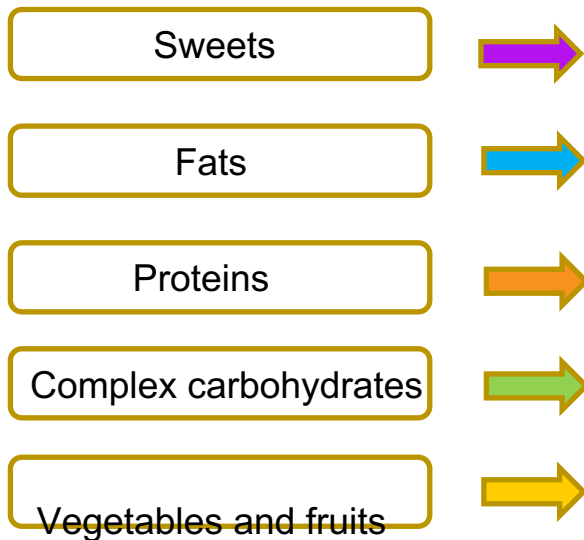 Sweets
Fats
Proteins
Complex carbohydrates
Vegetables and fruits